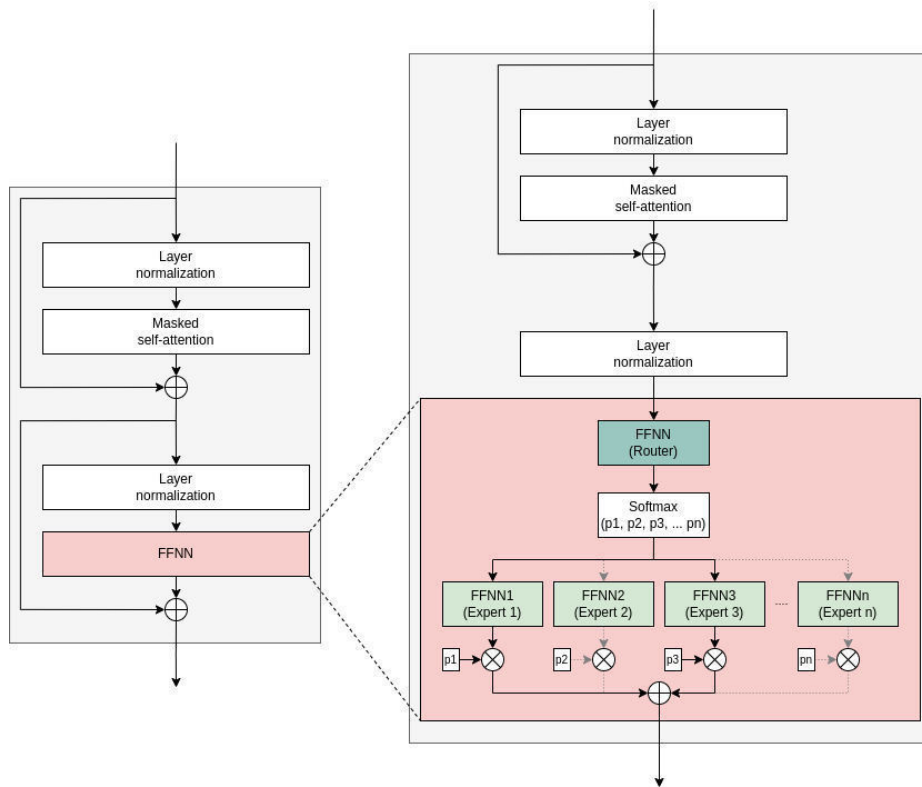 Layer
normalization
Masked
self-attention
Layer
normalization
FFNN
Layer
normalization
Masked
self-attention
Layer
normalization
FFNN
(Router)
Softmax
(p1, p2, p3, ... pn)
FFNN1
(Expert 1)
FFNN2
(Expert 2)
FFNN3
(Expert 3)
FFNNn
(Expert n)
p1
p2
p3
pn